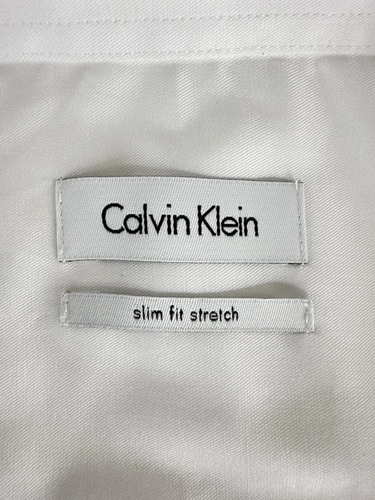 Calvin Klein
slim fit stretch